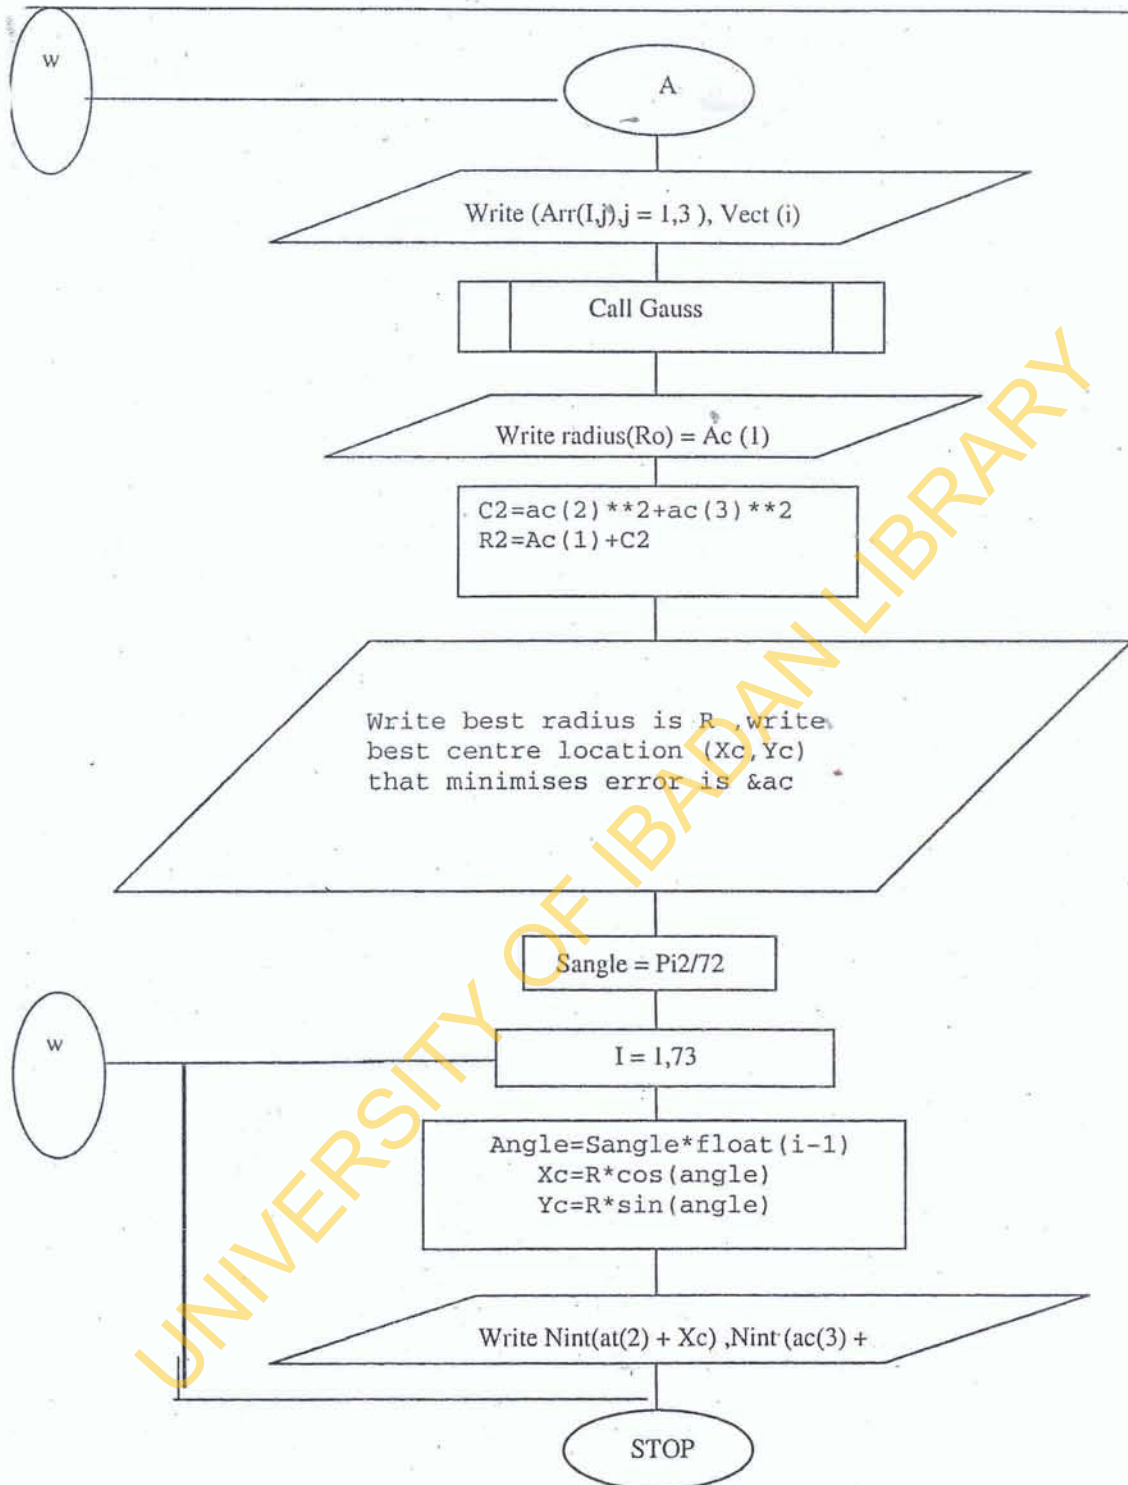 w
A
Write (Arr(I,j),j = 1,3 ), Vect (i)
Call Gauss
Write radius(Ro) = Ac (1)
C2=ac(2)**2+ac(3)**2
R2=Ac(1)+C2
Write best radius is R ,write
best centre location (Xc,Yc)
that minimises error is &ac
Sangle = Pi2/72
w
I = 1,73
Angle=Sangle*float(i-1)
Xc=R*cos(angle)
Yc=R*sin(angle)
Write Nint(at(2) + Xc) ,Nint (ac(3) +
STOP
UNIVERSITY OF IBADAN LIBRARY